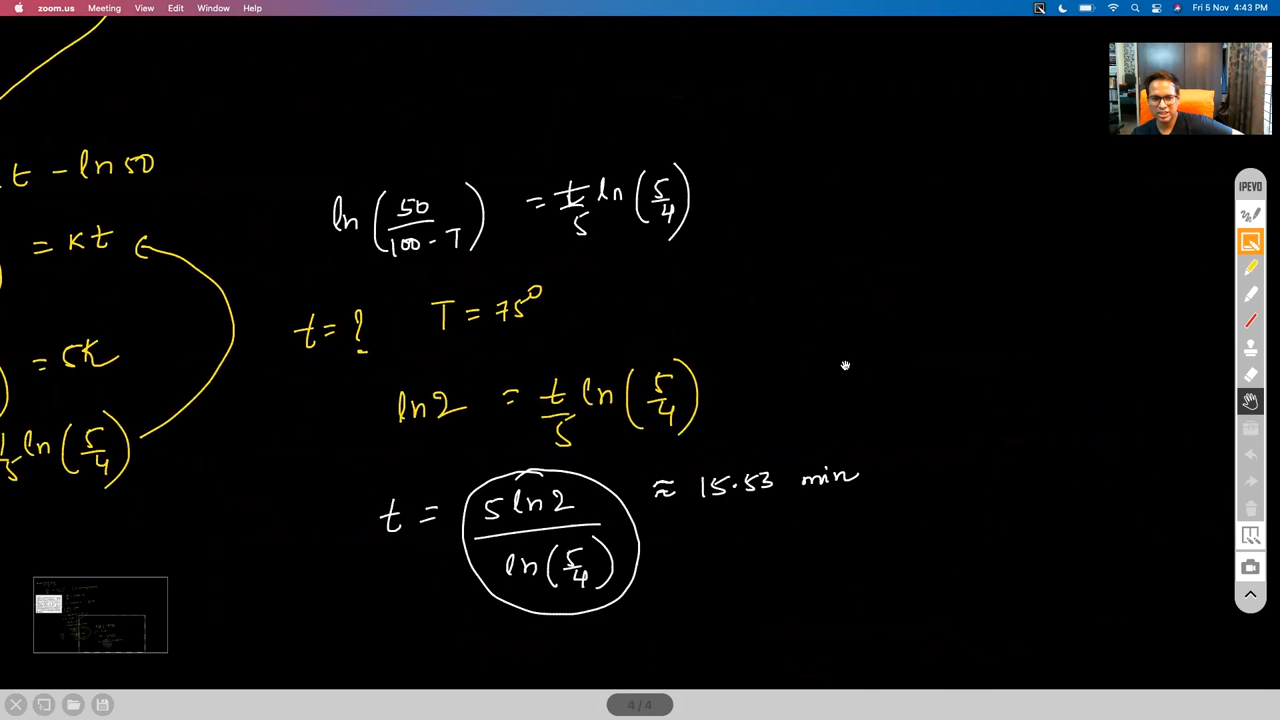 zoom.us Meeting View Edit Window Help Fri 5 Nov 4:43 PM
IPEVO
t - ln 50
= kt
= 5k
ln (5/4)
ln (50/(100 - T)) = t/5 ln (5/4)
t = ? T = 75°
ln 2 = t/5 ln (5/4)
t = 5 ln 2 / ln (5/4) ≈ 15.53 min
4 / 4